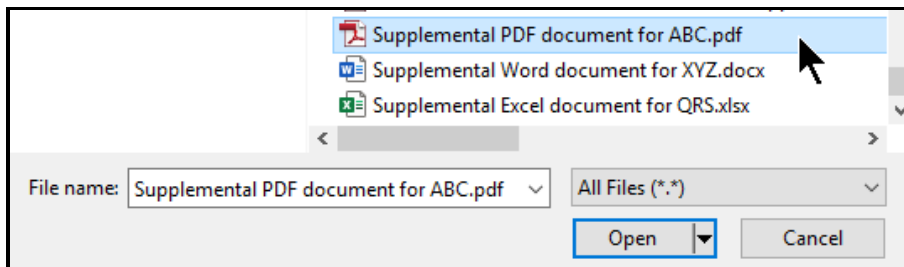 Supplemental PDF document for ABC.pdf
Supplemental Word document for XYZ.docx
Supplemental Excel document for QRS.xlsx
File name: Supplemental PDF document for ABC.pdf All Files (*.*)
Open Cancel